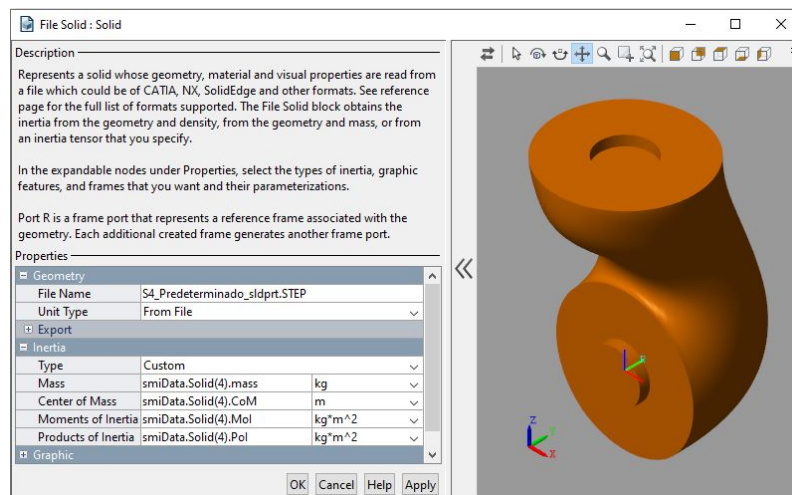 File Solid : Solid
Description
Represents a solid whose geometry, material and visual properties are read from
a file which could be of CATIA, NX, SolidEdge and other formats. See reference
page for the full list of formats supported. The File Solid block obtains the
inertia from the geometry and density, from the geometry and mass, or from
an inertia tensor that you specify.
In the expandable nodes under Properties, select the types of inertia, graphic
features, and frames that you want and their parameterizations.
Port R is a frame port that represents a reference frame associated with the
geometry. Each additional created frame generates another frame port.
Properties
Geometry
File Name S4_Predeterminado_sldprt.STEP
Unit Type From File
Export
Inertia
Type Custom
Mass smiData.Solid(4).mass kg
Center of Mass smiData.Solid(4).CoM m
Moments of Inertia smiData.Solid(4).MoI kg*m^2
Products of Inertia smiData.Solid(4).PoI kg*m^2
Graphic
OK Cancel Help Apply
Z
Y
X
R